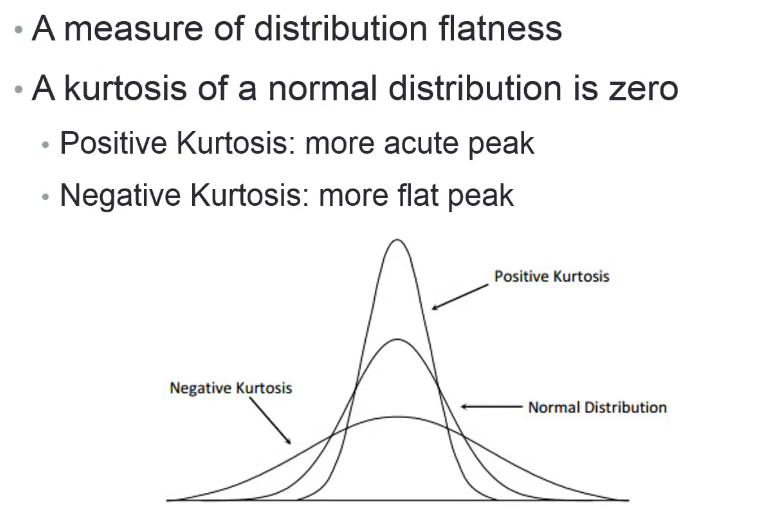 • A measure of distribution flatness
• A kurtosis of a normal distribution is zero
• Positive Kurtosis: more acute peak
• Negative Kurtosis: more flat peak
Positive Kurtosis
Negative Kurtosis
Normal Distribution